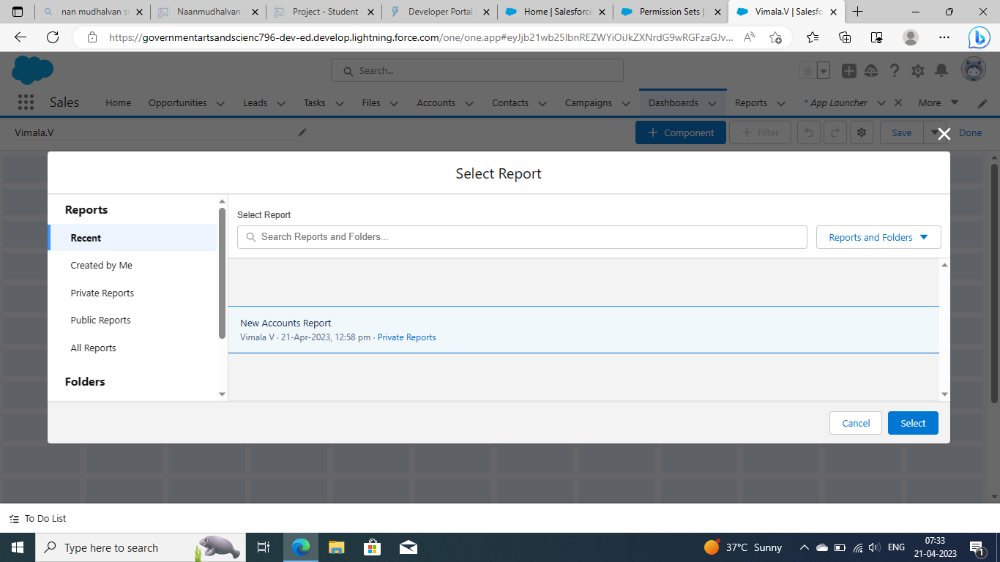 nan mudhalvan sr
Naanmudhalvan -
Project - Student
Developer Portal |
Home | Salesforce
Permission Sets |
Vimala.V | Salesfo
https://governmentartsandscienc796-dev-ed.develop.lightning.force.com/one/one.app#eyJjb21wb25lbnREZWYiOiJkZXNrdG9wRGFzaGJv...
Search...
Sales
Home Opportunities Leads Tasks Files Accounts Contacts Campaigns Dashboards Reports * App Launcher More
Vimala.V
+ Component + Filter Save Done
Select Report
Reports
Recent
Created by Me
Private Reports
Public Reports
All Reports
Folders
Select Report
Search Reports and Folders...
Reports and Folders
New Accounts Report
Vimala V · 21-Apr-2023, 12:58 pm · Private Reports
Cancel Select
To Do List
Type here to search
37°C Sunny
ENG
07:33
21-04-2023
1